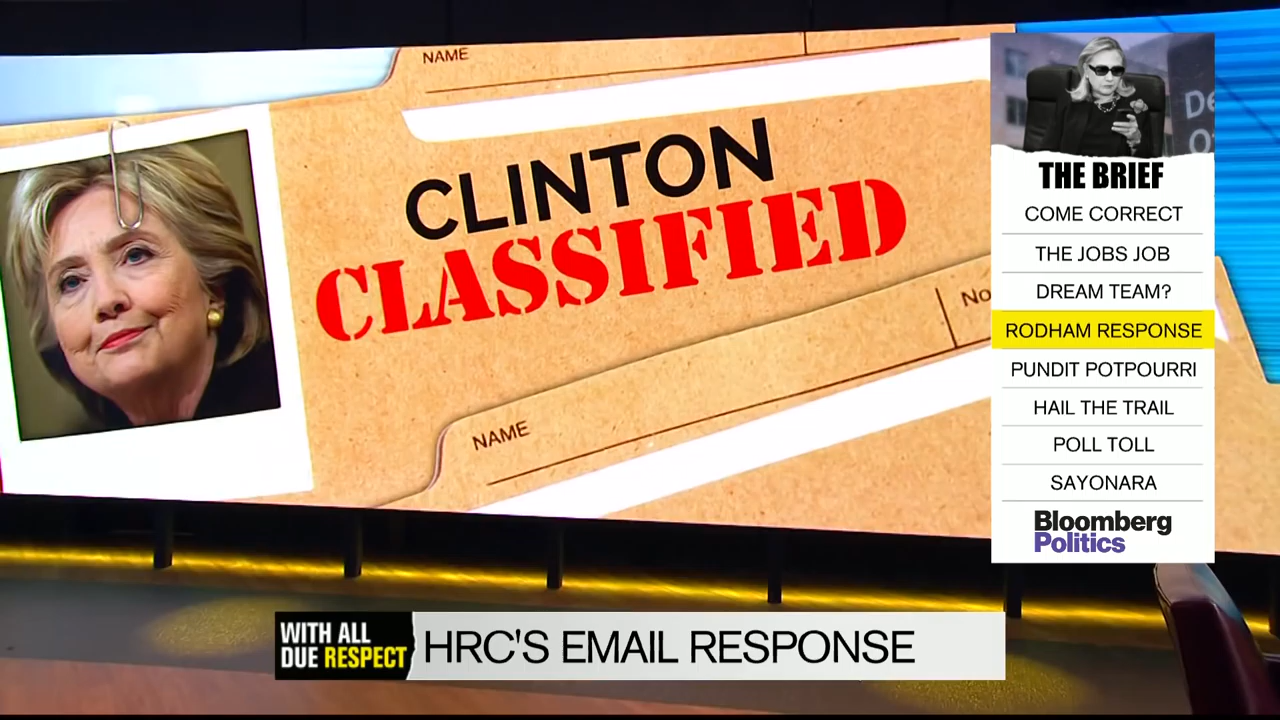 NAME
CLINTON
CLASSIFIED
No
NAME
THE BRIEF
COME CORRECT
THE JOBS JOB
DREAM TEAM?
RODHAM RESPONSE
PUNDIT POTPOURRI
HAIL THE TRAIL
POLL TOLL
SAYONARA
Bloomberg
Politics
WITH ALL
DUE RESPECT
HRC'S EMAIL RESPONSE